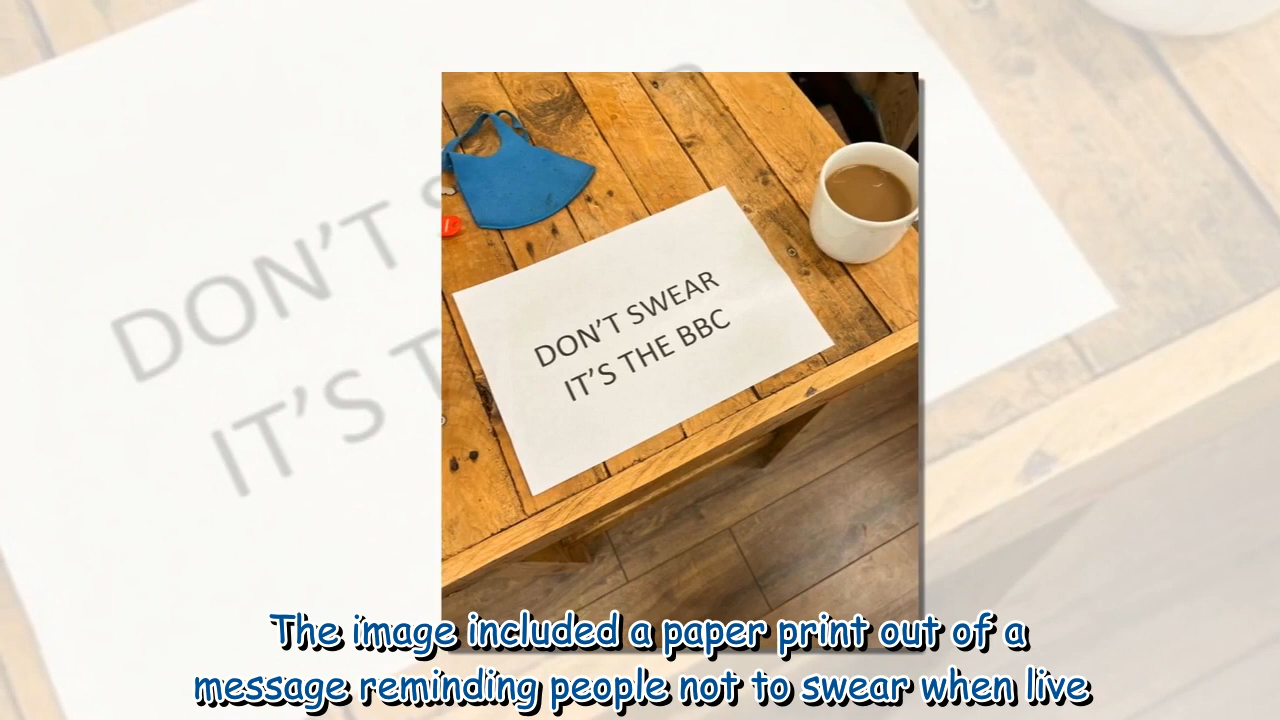 DON'T SWEAR
IT'S THE BBC
The image included a paper print out of a
message reminding people not to swear when live